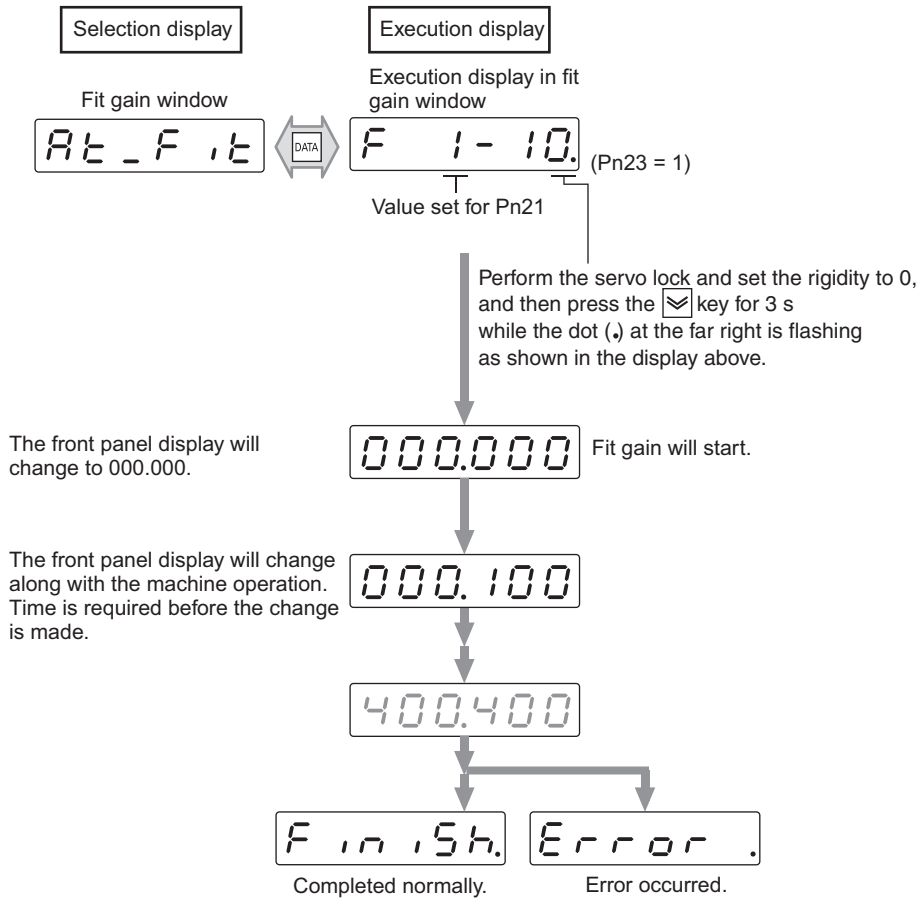 Selection display
Execution display
Fit gain window
Execution display in fit
gain window
At_Fit
DATA
F 1- 10.
(Pn23 = 1)
Value set for Pn21
Perform the servo lock and set the rigidity to 0,
and then press the key for 3 s
while the dot (.) at the far right is flashing
as shown in the display above.
The front panel display will
change to 000.000.
000.000
Fit gain will start.
The front panel display will change
along with the machine operation.
Time is required before the change
is made.
000.100
400.400
FiniSh.
Error .
Completed normally.
Error occurred.